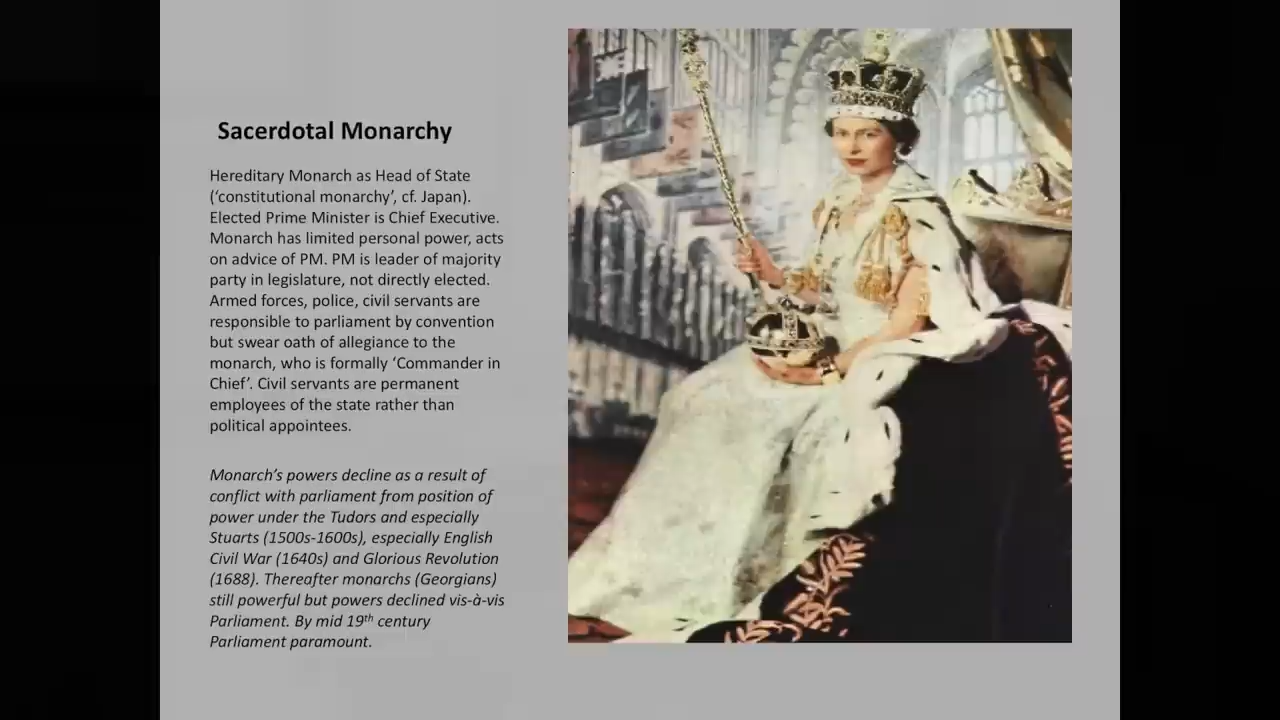 Sacerdotal Monarchy
Hereditary Monarch as Head of State
(‘constitutional monarchy’, cf. Japan).
Elected Prime Minister is Chief Executive.
Monarch has limited personal power, acts
on advice of PM. PM is leader of majority
party in legislature, not directly elected.
Armed forces, police, civil servants are
responsible to parliament by convention
but swear oath of allegiance to the
monarch, who is formally ‘Commander in
Chief’. Civil servants are permanent
employees of the state rather than
political appointees.
Monarch’s powers decline as a result of
conflict with parliament from position of
power under the Tudors and especially
Stuarts (1500s-1600s), especially English
Civil War (1640s) and Glorious Revolution
(1688). Thereafter monarchs (Georgians)
still powerful but powers declined vis-à-vis
Parliament. By mid 19th century
Parliament paramount.